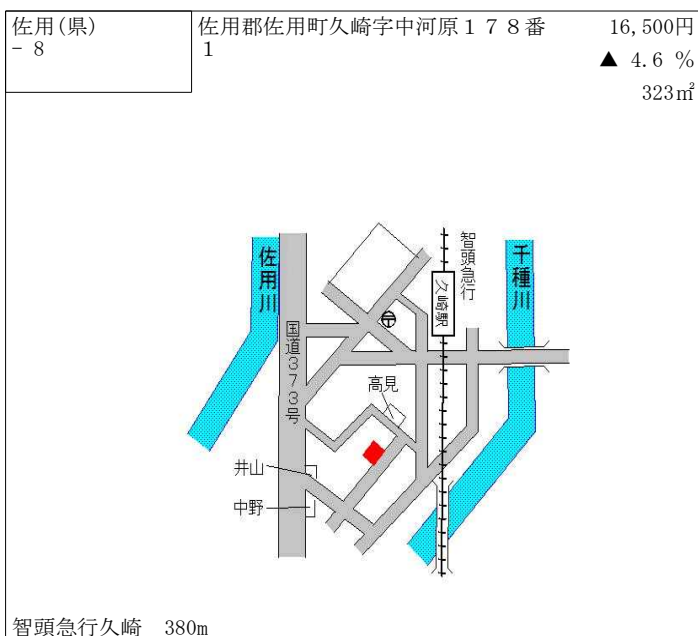 佐用(県)
- 8
佐用郡佐用町久崎字中河原178番
1
16,500円
▲ 4.6 %
323㎡
佐用川
国道373号
智頭急行
久崎駅
千種川
高見
井山
中野
智頭急行久崎 380m